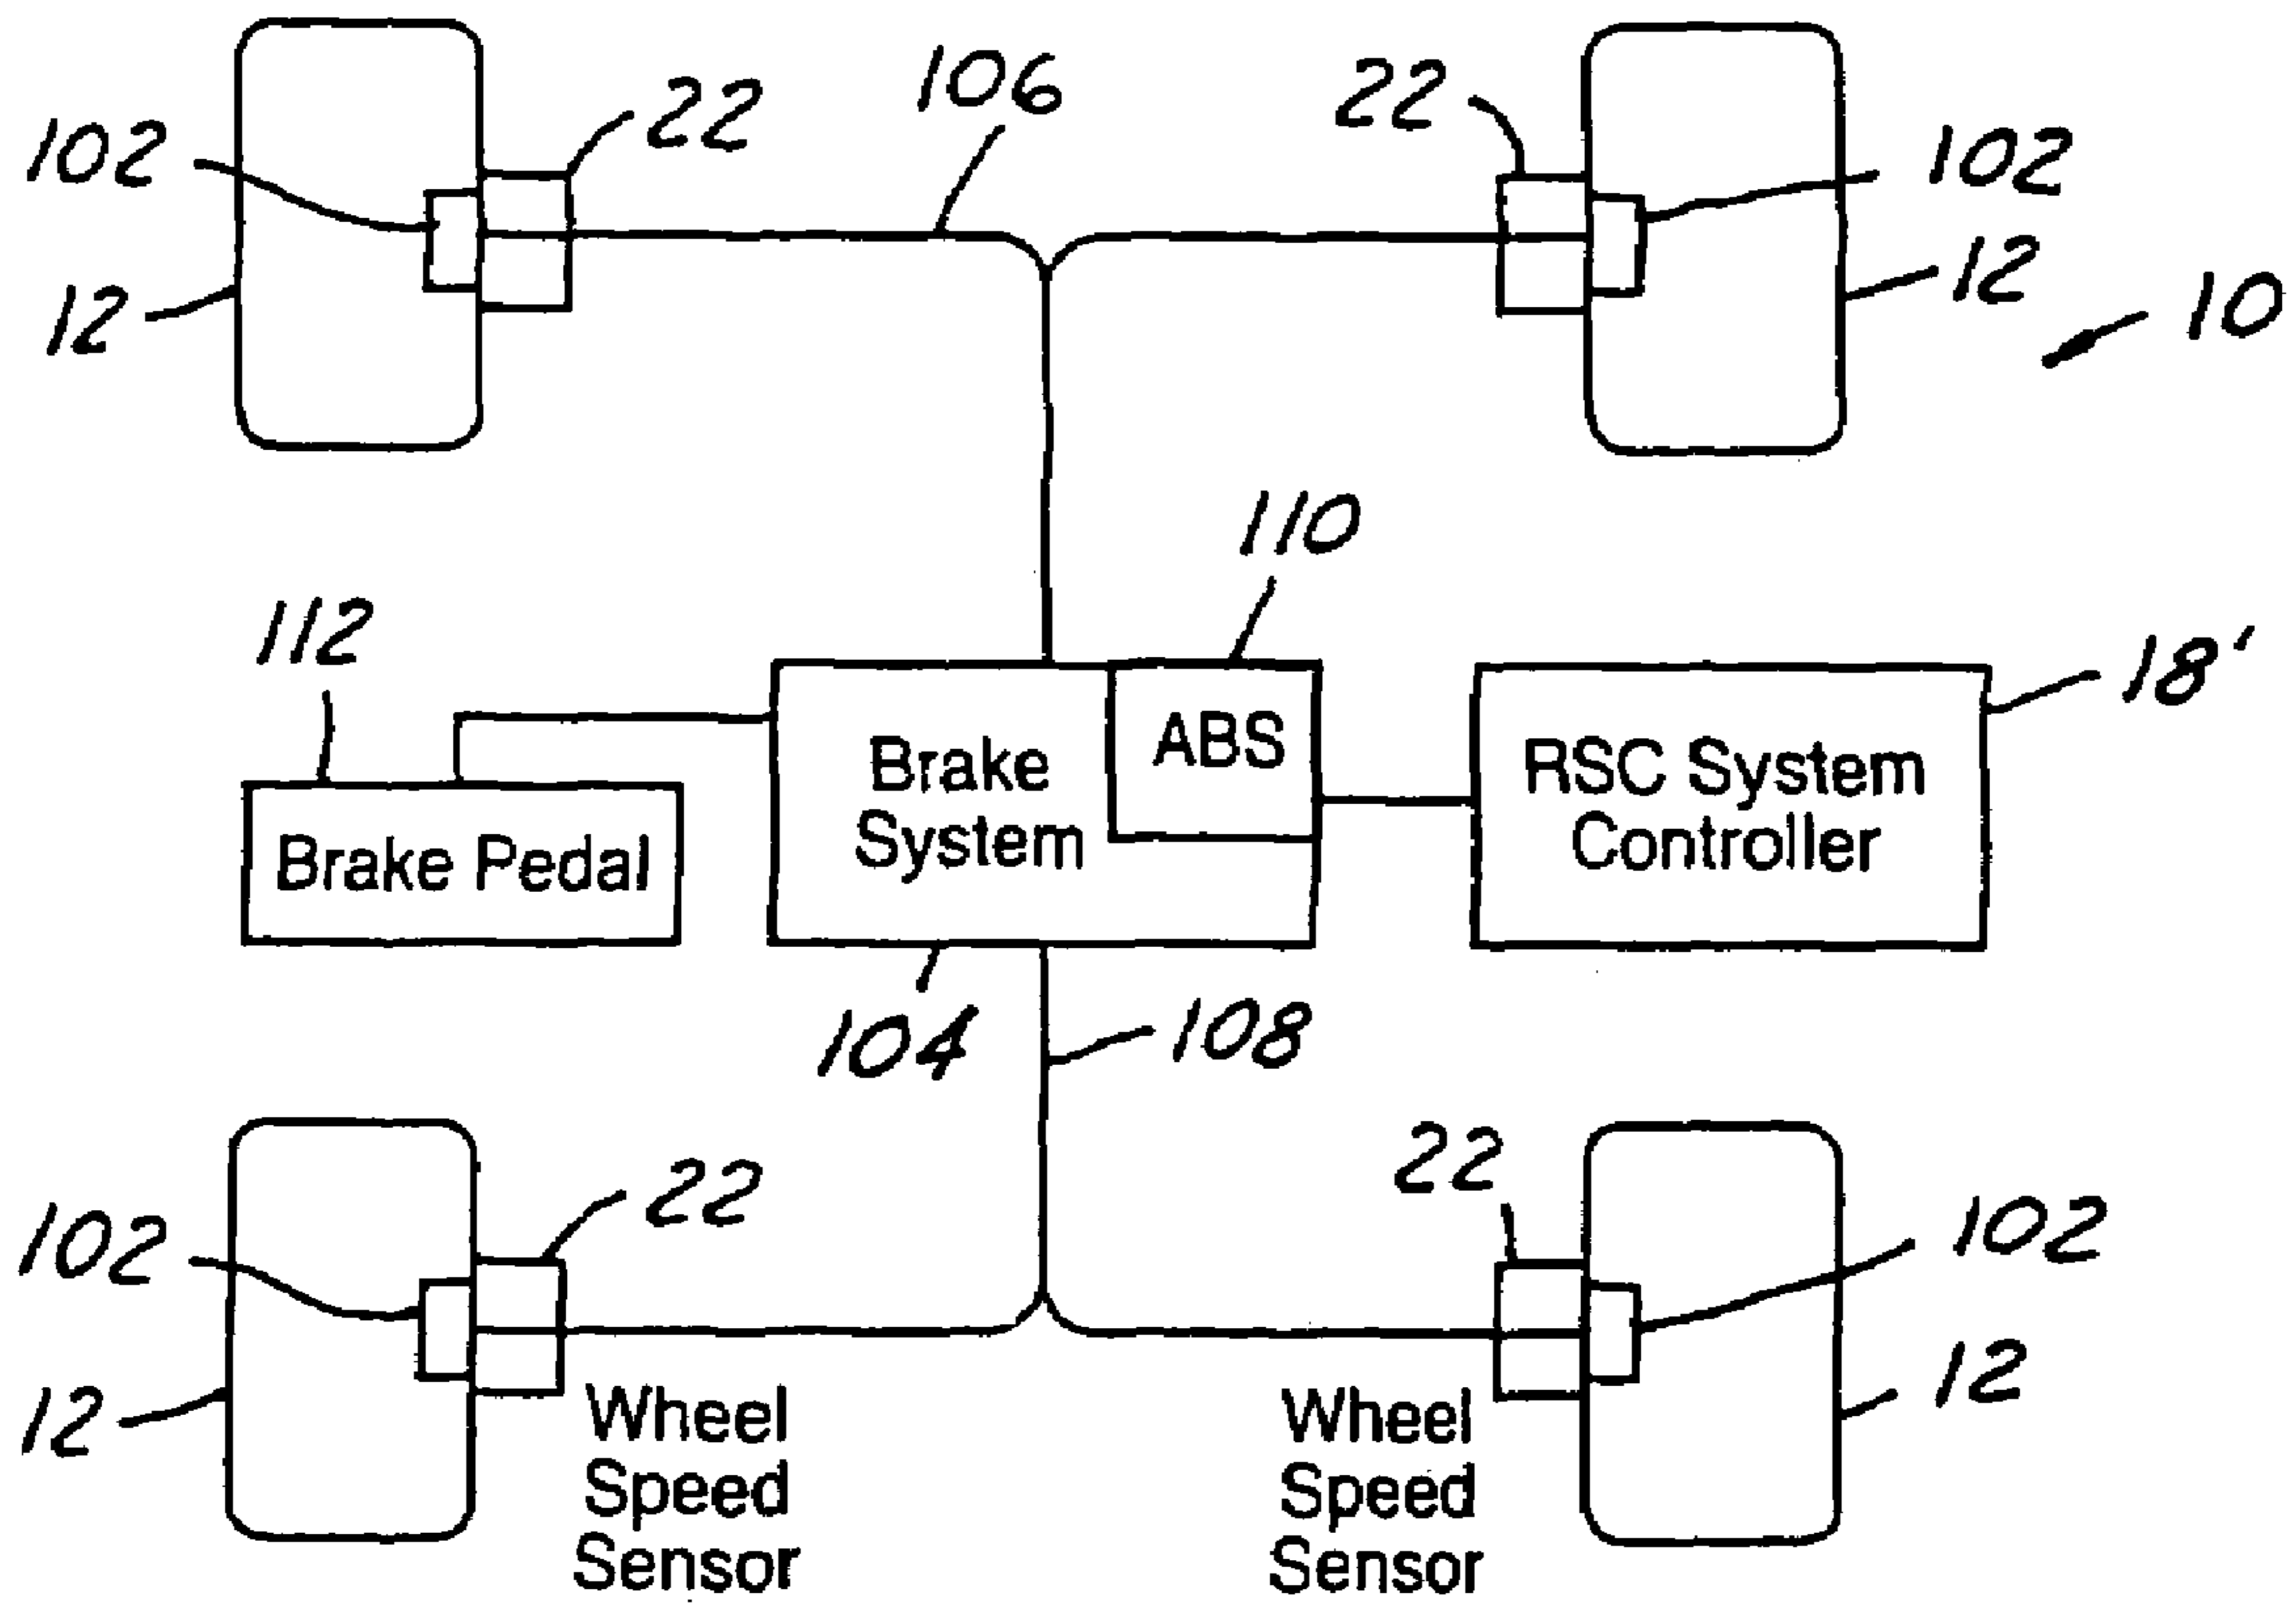 106
22
22
102
102
12
12
10
110
112
18'
ABS
Brake
System
RSC System
Controller
Brake Pedal
104
108
22
22
102
102
12
12
Wheel
Speed
Sensor
Wheel
Speed
Sensor